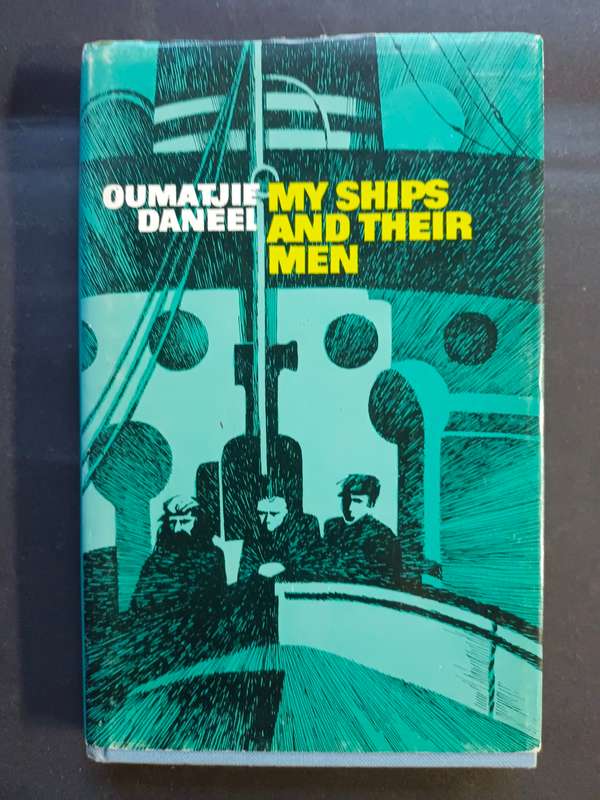 OUMATJIE
DANEEL
MY SHIPS
AND THEIR
MEN